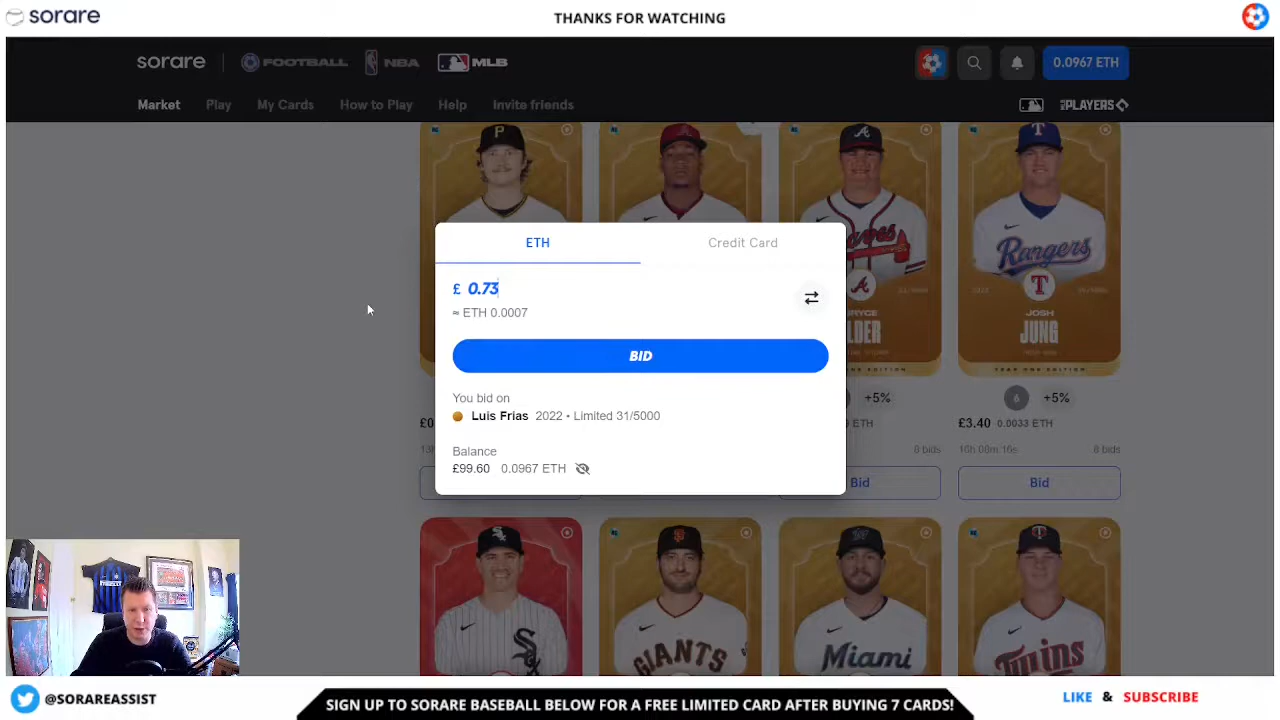 sorare
THANKS FOR WATCHING
sorare
FOOTBALL
NBA
MLB
0.0967 ETH
Market
Play
My Cards
How to Play
Help
Invite friends
PLAYERS
ETH
Credit Card
£ 0.73
≈ ETH 0.0007
BID
You bid on
Luis Frias 2022 • Limited 31/5000
Balance
£99.60 0.0967 ETH
Rangers
JOSH
JUNG
+5%
6 +5%
£3.40 0.0033 ETH
8 bids
Bid
Bid
GIANTS
Miami
Twins
@SORAREASSIST
SIGN UP TO SORARE BASEBALL BELOW FOR A FREE LIMITED CARD AFTER BUYING 7 CARDS!
LIKE & SUBSCRIBE